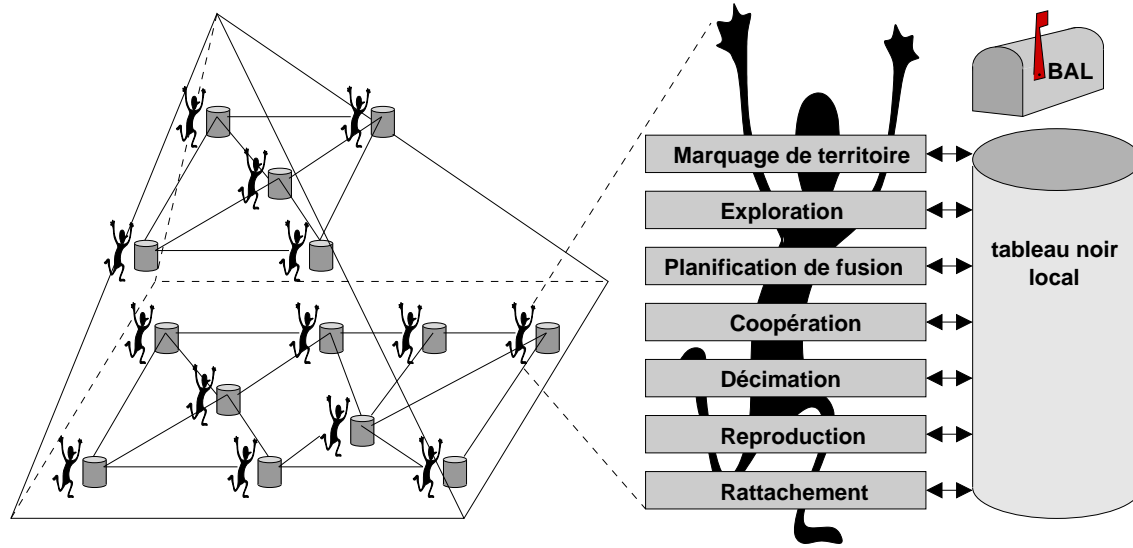 BAL
Marquage de territoire
Exploration
Planification de fusion
Coopération
Décimation
Reproduction
Rattachement
tableau noir
local